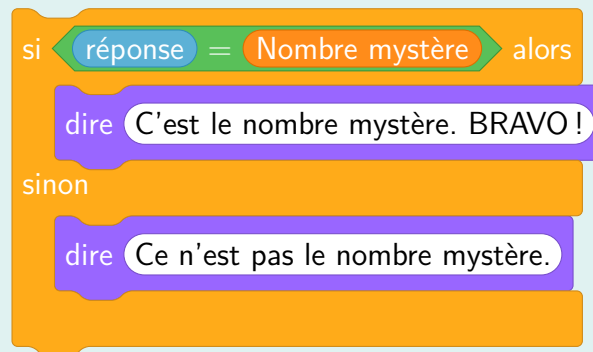 si réponse = Nombre mystère alors
dire C'est le nombre mystère. BRAVO !
sinon
dire Ce n'est pas le nombre mystère.